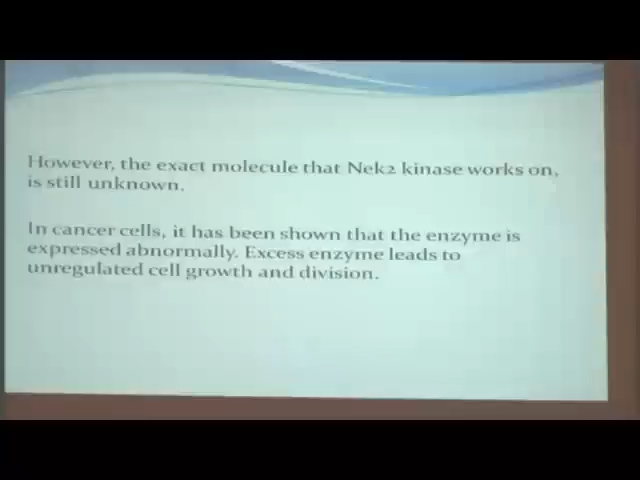 However, the exact molecule that Nek2 kinase works on,
is still unknown.
In cancer cells, it has been shown that the enzyme is
expressed abnormally. Excess enzyme leads to
unregulated cell growth and division.